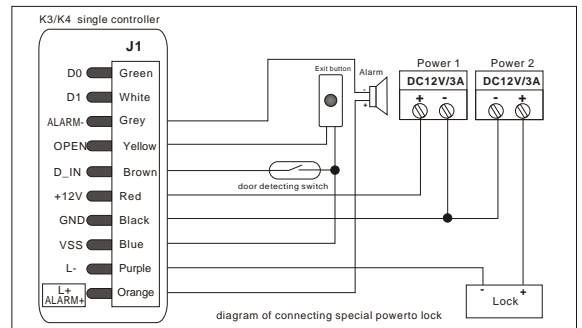 K3/K4 single controller
J1
D0 Green
D1 White
ALARM- Grey
OPEN Yellow
D_IN Brown
+12V Red
GND Black
VSS Blue
L- Purple
L+
ALARM+
Orange
Exit button
Alarm
-
+
door detecting switch
Power 1
DC12V/3A
+ -
Power 2
DC12V/3A
- +
- +
Lock
diagram of connecting special powerto lock